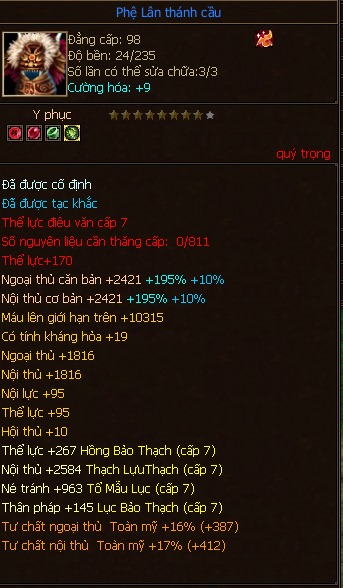 Phệ Lân thánh cầu
Đẳng cấp: 98
Độ bền: 24/235
Số lần có thể sửa chữa:3/3
Cường hóa: +9
Y phục
quý trọng
Đã được cố định
Đã được tạc khắc
Thể lực điêu văn cấp 7
Số nguyên liệu cần thăng cấp: 0/811
Thể lực+170
Ngoại thủ căn bản +2421 +195% +10%
Nội thủ cơ bản +2421 +195% +10%
Máu lên giới hạn trên +10315
Có tính kháng hỏa +19
Ngoại thủ +1816
Nội thủ +1816
Nội lực +95
Thể lực +95
Hội thủ +10
Thể lực +267 Hồng Bảo Thạch (cấp 7)
Nội thủ +2584 Thạch LựuThạch (cấp 7)
Né tránh +963 Tổ Mẫu Lục (cấp 7)
Thân pháp +145 Lục Bảo Thạch (cấp 7)
Tư chất ngoại thủ Toàn mỹ +16% (+387)
Tư chất nội thủ Toàn mỹ +17% (+412)